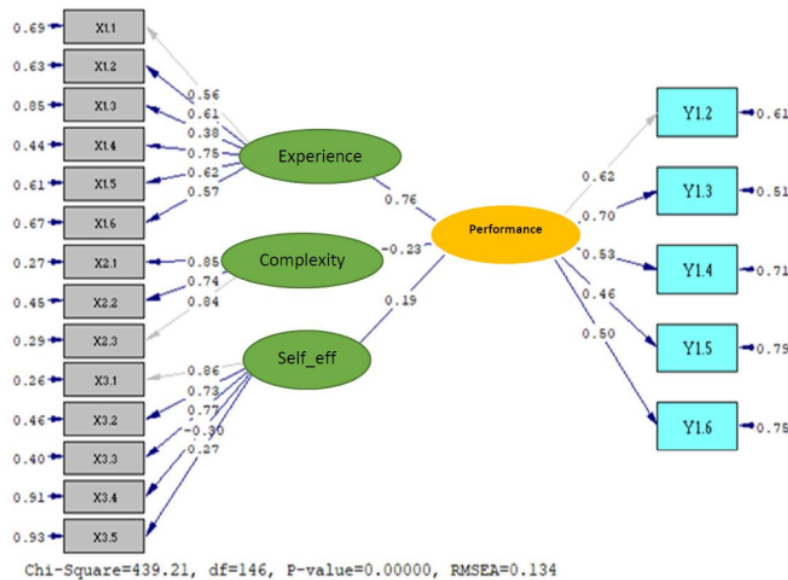 0.69
X1.1
0.63
X1.2
0.85
X1.3
0.44
X1.4
0.61
X1.5
0.67
X1.6
0.27
X2.1
0.45
X2.2
0.29
X2.3
0.26
X3.1
0.46
X3.2
0.40
X3.3
0.91
X3.4
0.93
X3.5
0.56
0.61
0.38
0.75
0.62
0.57
0.85
0.74
0.84
0.86
0.73
0.77
-0.30
0.27
Experience
Complexity
Self_eff
0.76
-0.23
0.19
Performance
0.62
0.70
0.53
0.46
0.50
Y1.2
0.61
Y1.3
0.51
Y1.4
0.71
Y1.5
0.79
Y1.6
0.75
Chi-Square=439.21, df=146, P-value=0.00000, RMSEA=0.134